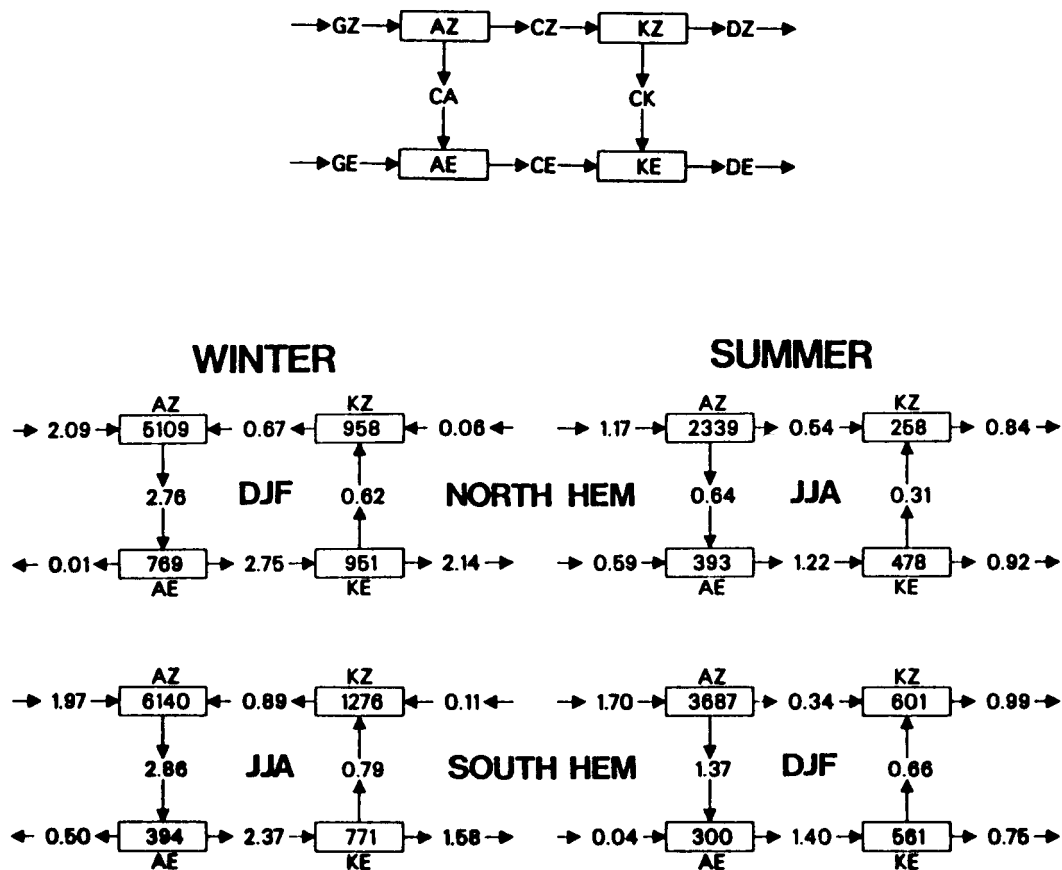 GZ AZ CZ KZ DZ
CA CK
GE AE CE KE DE
WINTER SUMMER
AZ KZ AZ KZ
2.09 5109 0.67 958 0.06 1.17 2339 0.54 258 0.84
2.76 DJF 0.62 NORTH HEM 0.64 JJA 0.31
0.01 769 2.75 951 2.14 0.59 393 1.22 478 0.92
AE KE AE KE
AZ KZ AZ KZ
1.97 6140 0.89 1276 0.11 1.70 3687 0.34 601 0.99
2.86 JJA 0.79 SOUTH HEM 1.37 DJF 0.66
0.50 394 2.37 771 1.58 0.04 300 1.40 561 0.75
AE KE AE KE